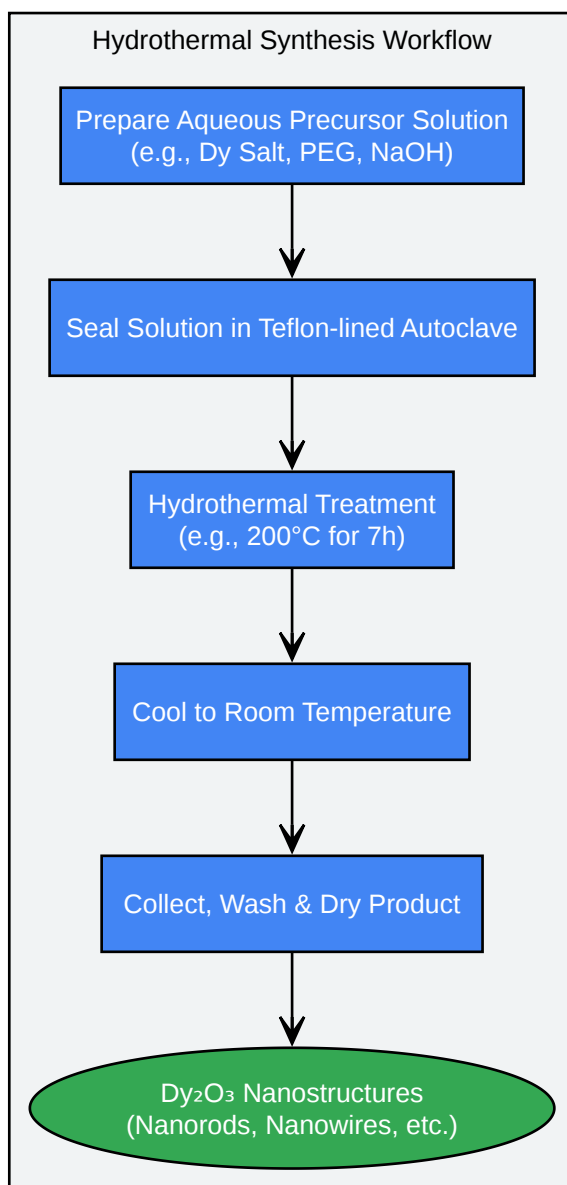 Hydrothermal Synthesis Workflow
Prepare Aqueous Precursor Solution
(e.g., Dy Salt, PEG, NaOH)
Seal Solution in Teflon-lined Autoclave
Hydrothermal Treatment
(e.g., 200°C for 7h)
Cool to Room Temperature
Collect, Wash & Dry Product
Dy₂O₃ Nanostructures
(Nanorods, Nanowires, etc.)